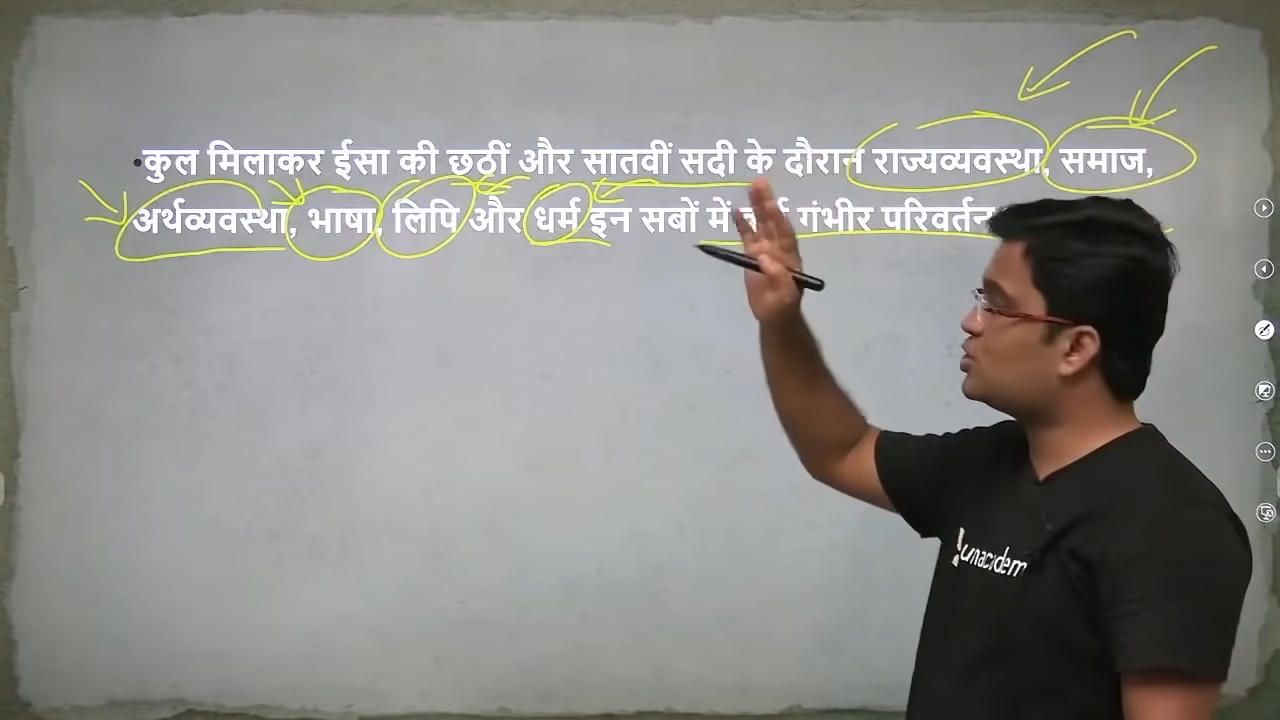 •कुल मिलाकर ईसा की छठीं और सातवीं सदी के दौरान राज्यव्यवस्था, समाज,
अर्थव्यवस्था, भाषा, लिपि और धर्म इन सबों में गंभीर परिवर्तन
unacadem